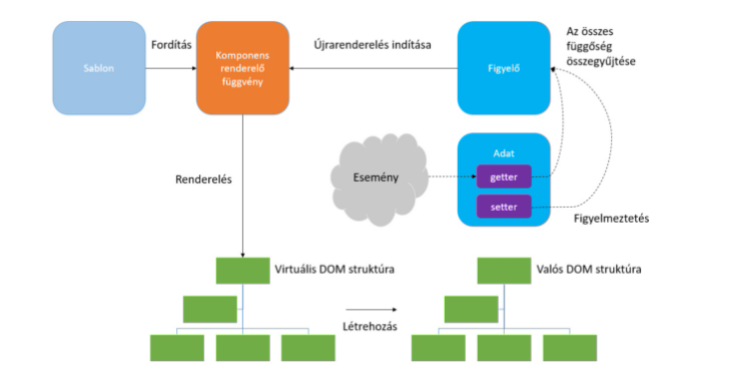 Az összes
függőség
összegyűjtése
Fordítás
Újrarenderelés indítása
Sablon
Komponens
renderelő
függvény
Figyelő
Adat
Esemény
getter
setter
Renderelés
Figyelmeztetés
Virtuális DOM struktúra
Valós DOM struktúra
Létrehozás